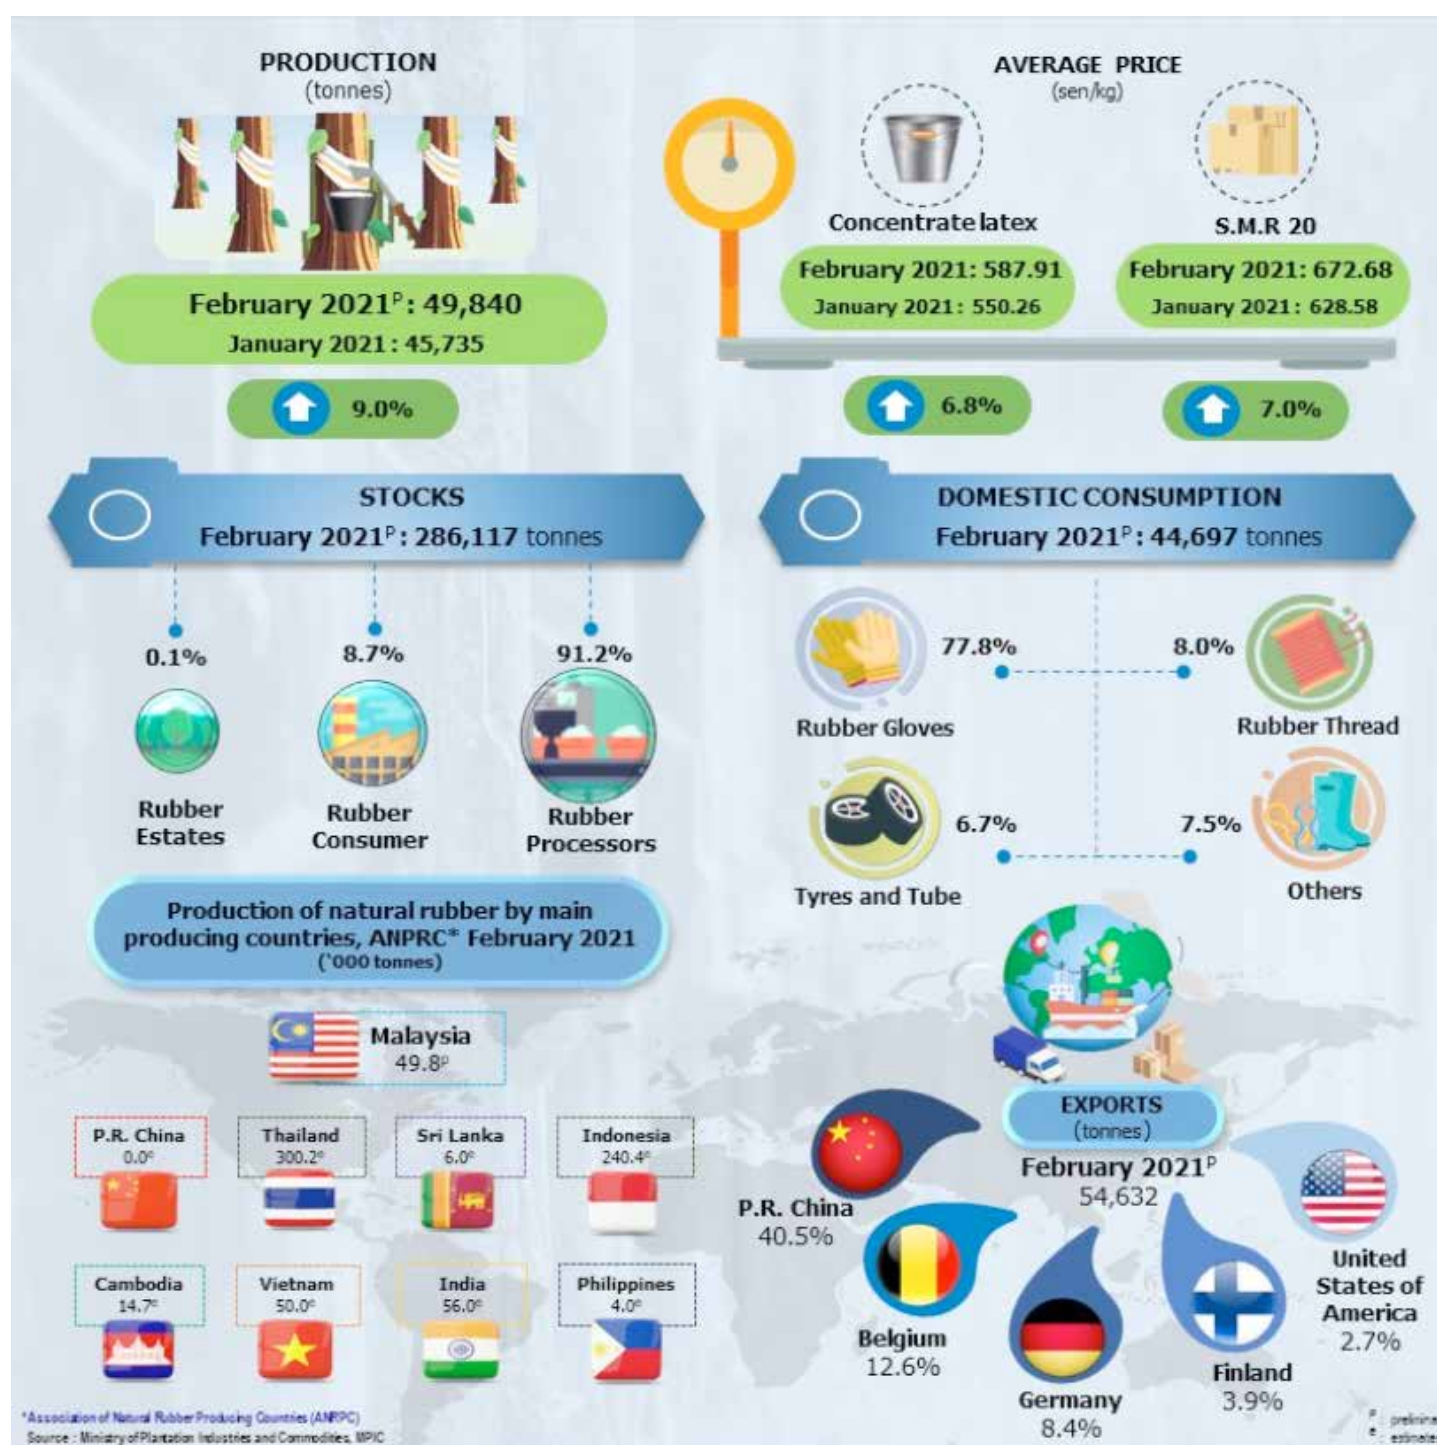 PRODUCTION
(tonnes)
February 2021ᵖ: 49,840
January 2021: 45,735
9.0%
AVERAGE PRICE
(sen/kg)
Concentrate latex
February 2021: 587.91
January 2021: 550.26
6.8%
S.M.R 20
February 2021: 672.68
January 2021: 628.58
7.0%
STOCKS
February 2021ᵖ: 286,117 tonnes
0.1%
Rubber
Estates
8.7%
Rubber
Consumer
91.2%
Rubber
Processors
DOMESTIC CONSUMPTION
February 2021ᵖ: 44,697 tonnes
77.8%
Rubber Gloves
8.0%
Rubber Thread
6.7%
Tyres and Tube
7.5%
Others
Production of natural rubber by main
producing countries, ANPRC* February 2021
('000 tonnes)
Malaysia
49.8ᵖ
P.R. China
0.0ᵉ
Thailand
300.2ᵉ
Sri Lanka
6.0ᵉ
Indonesia
240.4ᵉ
Cambodia
14.7ᵉ
Vietnam
50.0ᵉ
India
56.0ᵉ
Philippines
4.0ᵉ
EXPORTS
(tonnes)
February 2021ᵖ
54,632
P.R. China
40.5%
Belgium
12.6%
Germany
8.4%
Finland
3.9%
United
States of
America
2.7%
*Association of Natural Rubber Producing Countries (ANRPC)
Source : Ministry of Plantation Industries and Commodities, MPIC
ᵖ :
ᵉ :